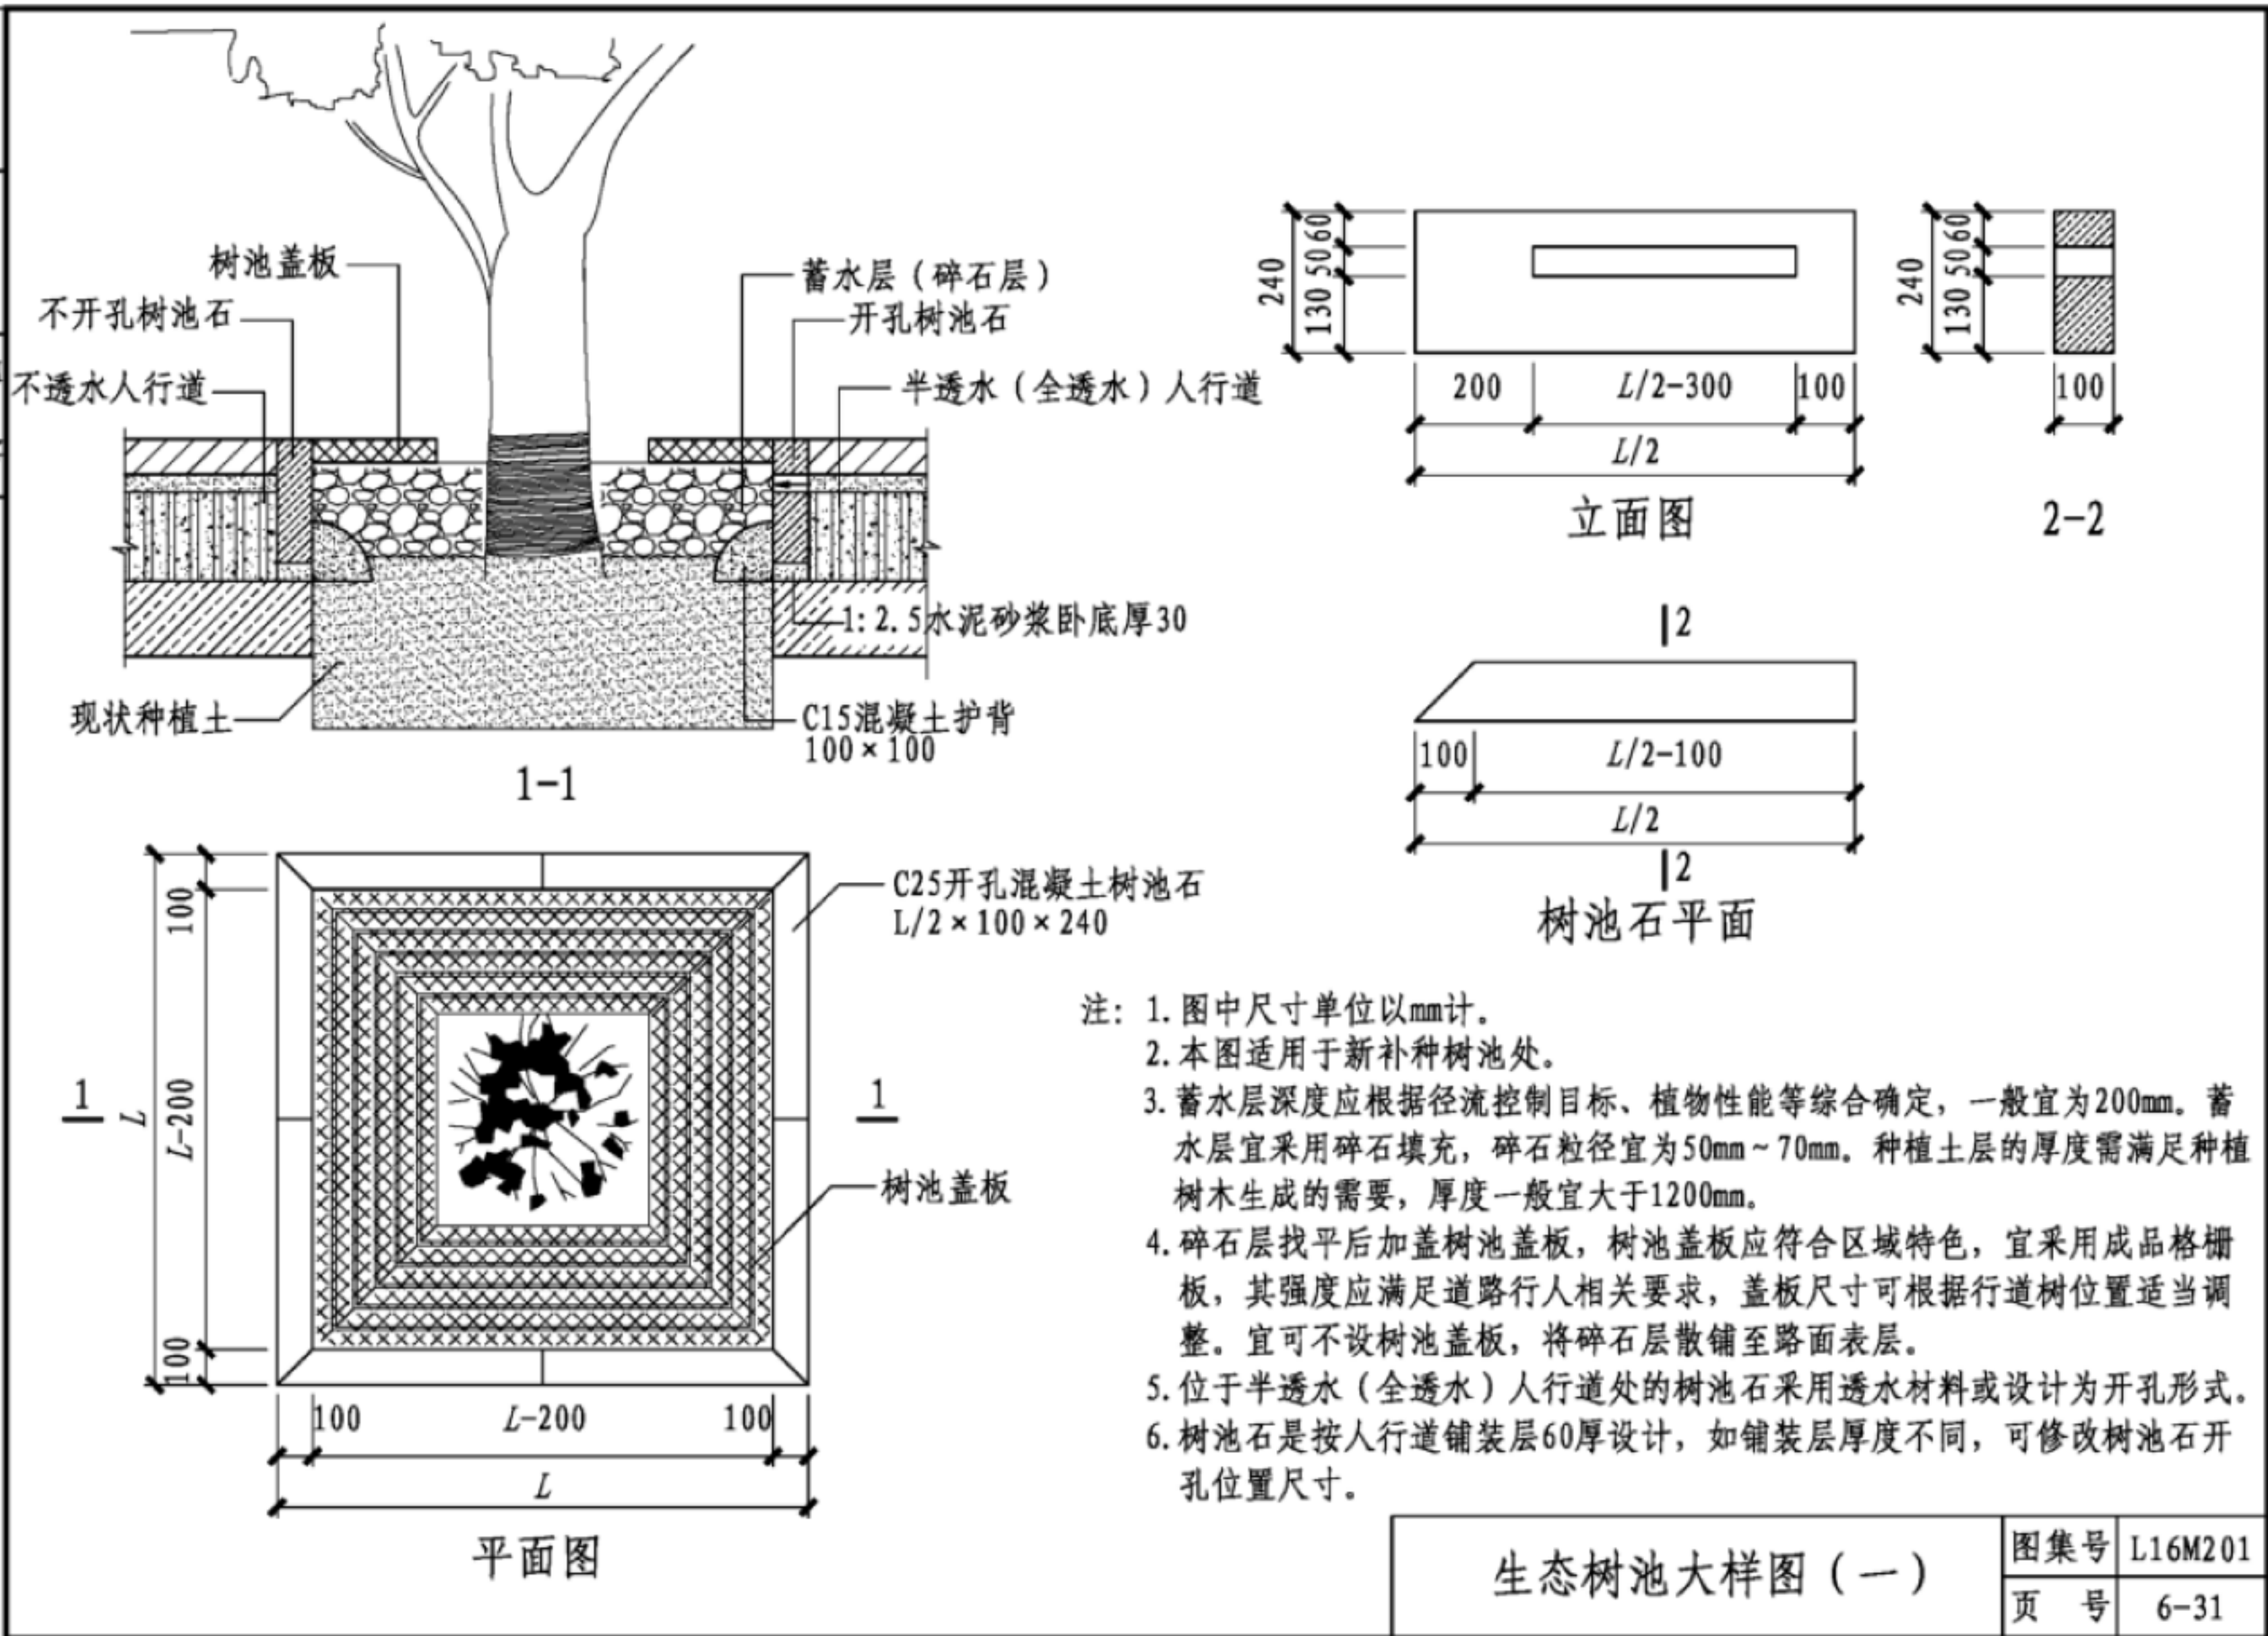 树池盖板
不开孔树池石
不透水人行道
蓄水层（碎石层）
开孔树池石
半透水（全透水）人行道
1:2.5水泥砂浆卧底厚30
现状种植土
C15混凝土护背
100×100
1-1
240
60
50
130
200
L/2-300
100
L/2
立面图
240
60
50
130
100
2-2
2
100
L/2-100
L/2
2
树池石平面
100
L-200
100
L
1
1
C25开孔混凝土树池石
L/2×100×240
树池盖板
100
L-200
100
L
平面图
注：1.图中尺寸单位以mm计。
2.本图适用于新补种树池处。
3.蓄水层深度应根据径流控制目标、植物性能等综合确定，一般宜为200mm。蓄
水层宜采用碎石填充，碎石粒径宜为50mm~70mm。种植土层的厚度需满足种植
树木生成的需要，厚度一般宜大于1200mm。
4.碎石层找平后加盖树池盖板，树池盖板应符合区域特色，宜采用成品格栅
板，其强度应满足道路行人相关要求，盖板尺寸可根据行道树位置适当调
整。宜可不设树池盖板，将碎石层散铺至路面表层。
5.位于半透水（全透水）人行道处的树池石采用透水材料或设计为开孔形式。
6.树池石是按人行道铺装层60厚设计，如铺装层厚度不同，可修改树池石开
孔位置尺寸。
生态树池大样图（一）
图集号 L16M201
页 号 6-31